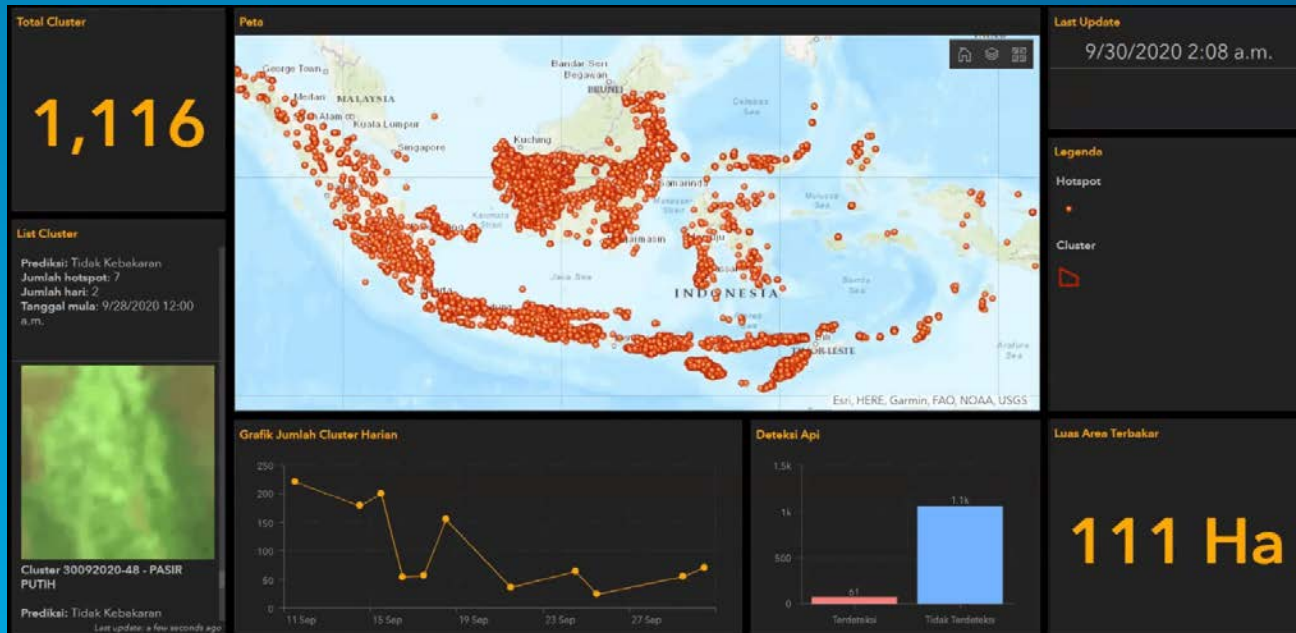 Total Cluster
1,116
List Cluster
Prediksi: Tidak Kebakaran
Jumlah hotspot: 7
Jumlah hari: 2
Tanggal mula: 9/28/2020 12:00
a.m.
Cluster 30092020-48 - PASIR
PUTIH
Prediksi: Tidak Kebakaran
Last update: a few seconds ago
Peta
George Town
Medan
MALAYSIA
Kuala Lumpur
Singapore
Bandar Seri
Begawan
BRUNEI
Kuching
Karimata
Strait
Java Sea
Celebes
Sea
Molucca
Sea
Banda
Sea
Arafura
Sea
INDONESIA
Esri, HERE, Garmin, FAO, NOAA, USGS
Grafik Jumlah Cluster Harian
250
200
150
100
50
0
11 Sep
15 Sep
19 Sep
23 Sep
27 Sep
Deteksi Api
1.5k
1k
500
0
61
1.1k
Terdeteksi
Tidak Terdeteksi
Last Update
9/30/2020 2:08 a.m.
Legenda
Hotspot
Cluster
Luas Area Terbakar
111 Ha